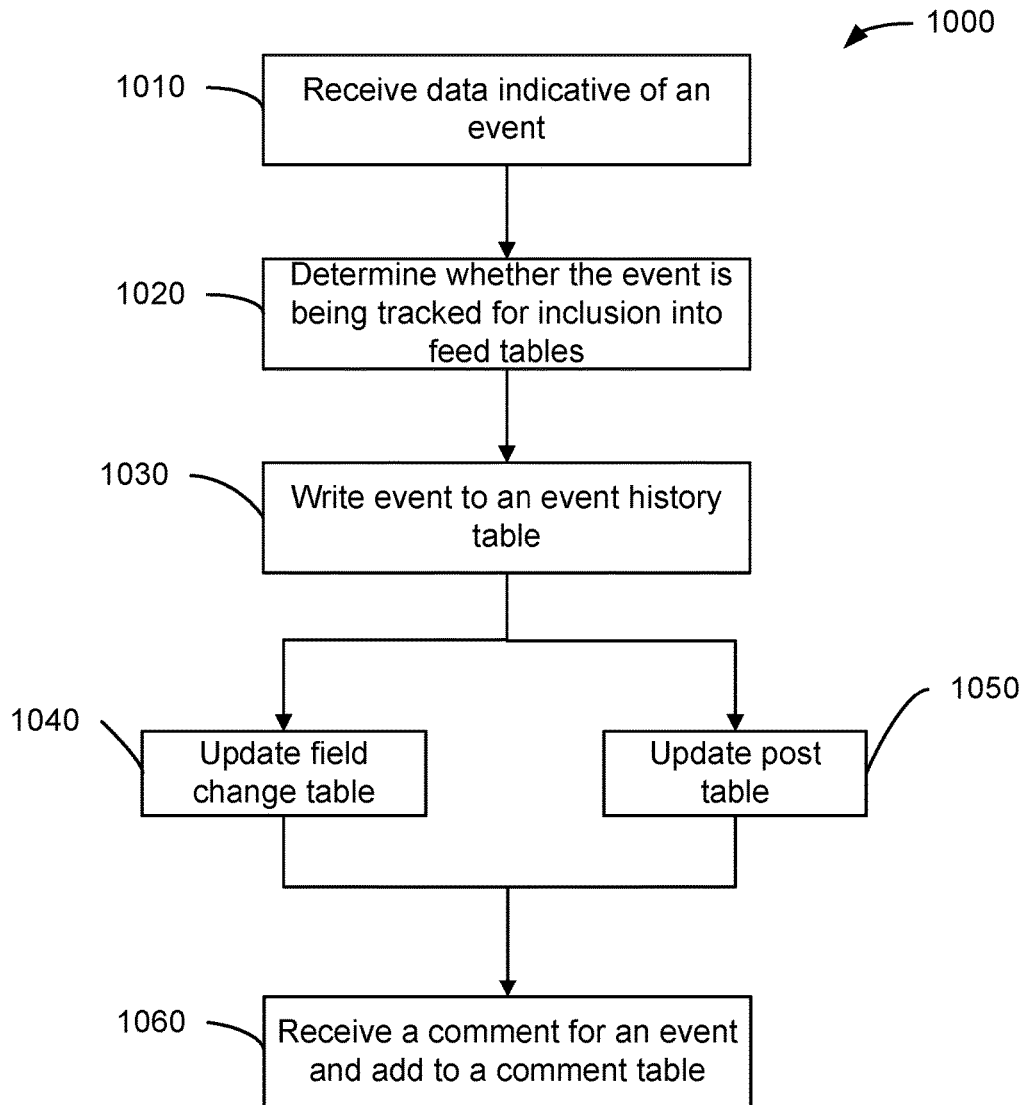 1000
1010
Receive data indicative of an
event
1020
Determine whether the event is
being tracked for inclusion into
feed tables
1030
Write event to an event history
table
1040
Update field
change table
1050
Update post
table
1060
Receive a comment for an event
and add to a comment table